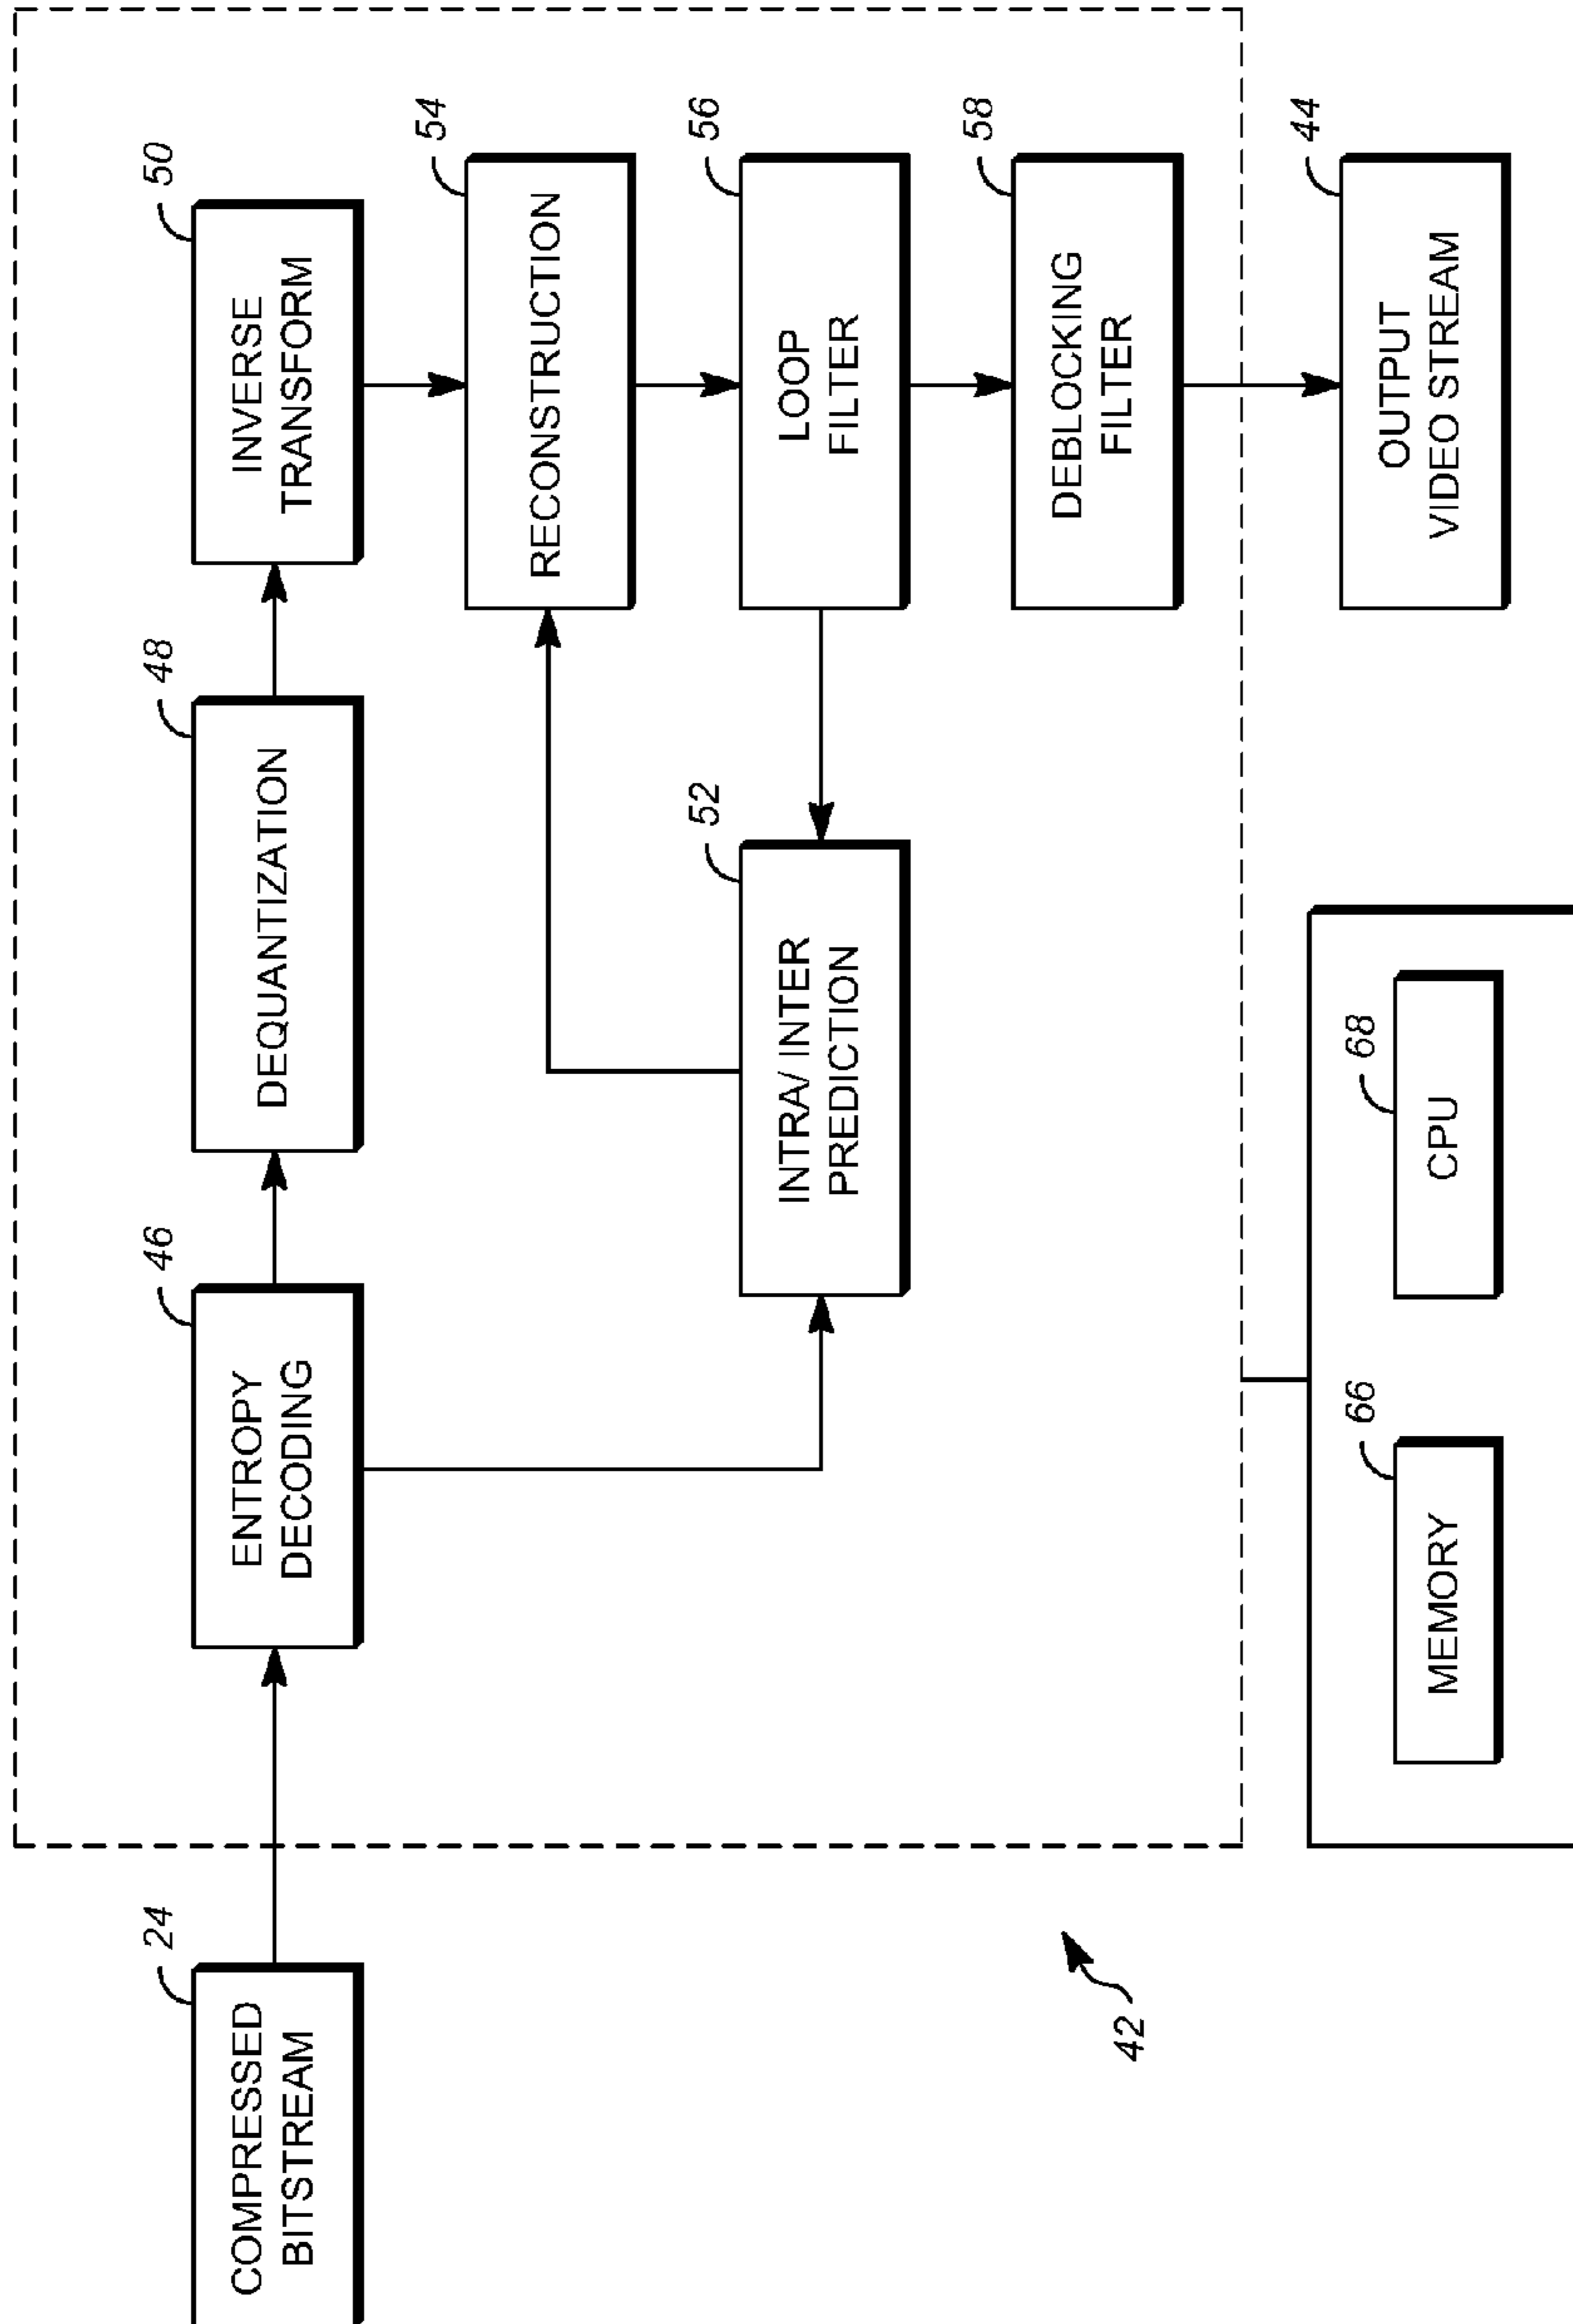 24
COMPRESSED
BITSTREAM
46
ENTROPY
DECODING
48
DEQUANTIZATION
50
INVERSE
TRANSFORM
54
RECONSTRUCTION
52
INTRA/ INTER
PREDICTION
56
LOOP
FILTER
58
DEBLOCKING
FILTER
42
66
MEMORY
68
CPU
44
OUTPUT
VIDEO STREAM